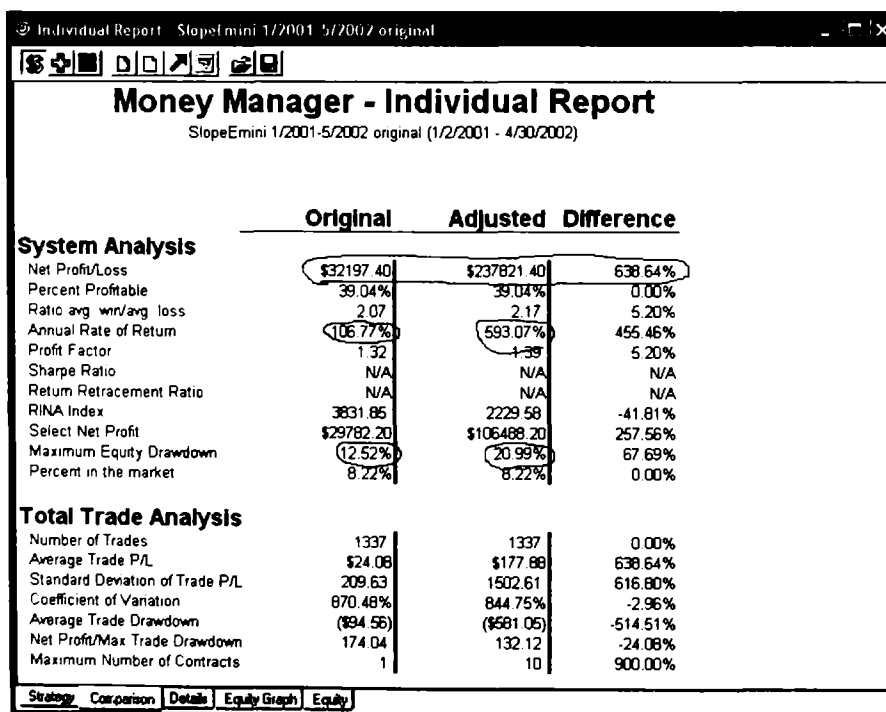 Individual Report SlopeEmini 1/2001 5/2002 original
Money Manager - Individual Report
SlopeEmini 1/2001-5/2002 original (1/2/2001 - 4/30/2002)
Original Adjusted Difference
System Analysis
Net Profit/Loss $32197.40 $237821.40 638.64%
Percent Profitable 39.04% 39.04% 0.00%
Ratio avg win/avg loss 2.07 2.17 5.20%
Annual Rate of Return 106.77% 593.07% 455.46%
Profit Factor 1.32 1.39 5.20%
Sharpe Ratio N/A N/A N/A
Return Retracement Ratio N/A N/A N/A
RINA Index 3831.85 2229.58 -41.81%
Select Net Profit $29782.20 $106488.20 257.56%
Maximum Equity Drawdown 12.52% 20.99% 67.69%
Percent in the market 8.22% 8.22% 0.00%
Total Trade Analysis
Number of Trades 1337 1337 0.00%
Average Trade P/L $24.08 $177.88 638.64%
Standard Deviation of Trade P/L 209.63 1502.61 616.80%
Coefficient of Variation 870.48% 844.75% -2.96%
Average Trade Drawdown ($94.56) ($581.05) -514.51%
Net Profit/Max Trade Drawdown 174.04 132.12 -24.08%
Maximum Number of Contracts 1 10 900.00%
Strategy Comparison Details Equity Graph Equity